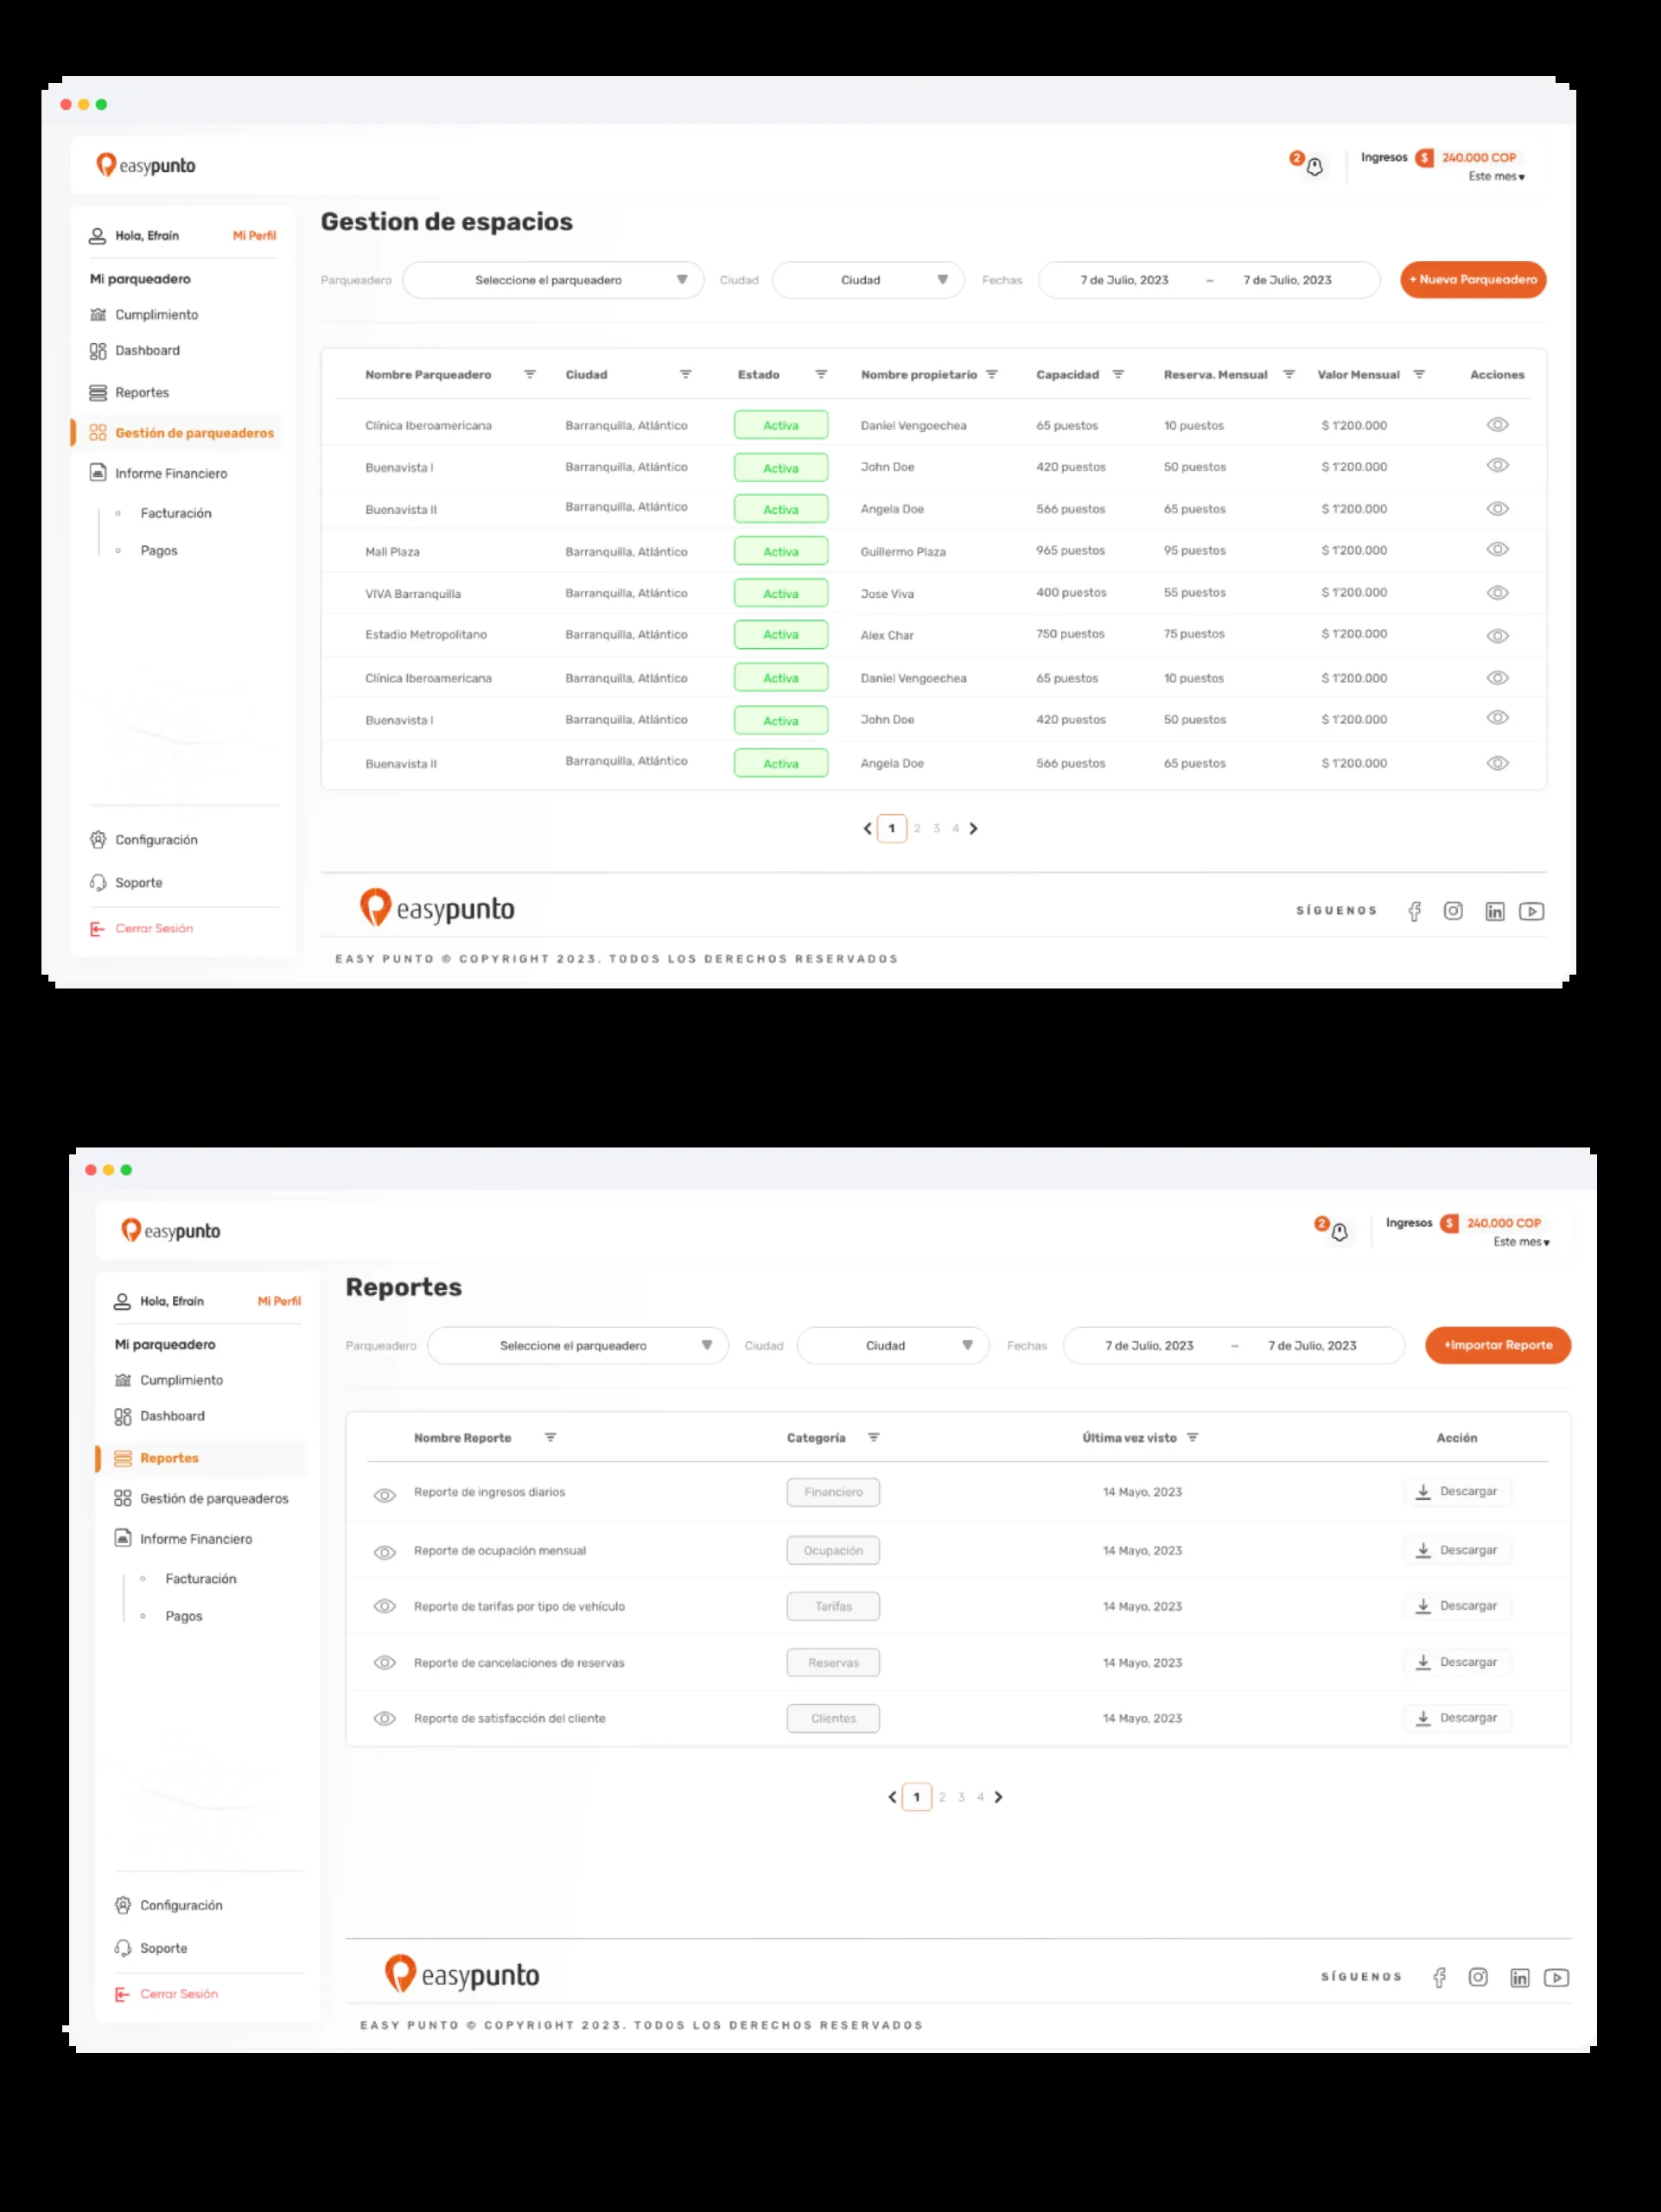 easypunto
2 Ingresos $ 240.000 COP
Este mes
Hola, Efraín Mi Perfil
Mi parqueadero
Cumplimiento
Dashboard
Reportes
Gestión de parqueaderos
Informe Financiero
Facturación
Pagos
Configuración
Soporte
Cerrar Sesión
Gestion de espacios
Parqueadero Seleccione el parqueadero Ciudad Ciudad Fechas 7 de Julio, 2023 – 7 de Julio, 2023 + Nueva Parqueadero
Nombre Parqueadero Ciudad Estado Nombre propietario Capacidad Reserva. Mensual Valor Mensual Acciones
Clínica Iberoamericana Barranquilla, Atlántico Activa Daniel Vengoechea 65 puestos 10 puestos $ 1'200.000
Buenavista I Barranquilla, Atlántico Activa John Doe 420 puestos 50 puestos $ 1'200.000
Buenavista II Barranquilla, Atlántico Activa Angela Doe 566 puestos 65 puestos $ 1'200.000
Mall Plaza Barranquilla, Atlántico Activa Guillermo Plaza 965 puestos 95 puestos $ 1'200.000
VIVA Barranquilla Barranquilla, Atlántico Activa Jose Viva 400 puestos 55 puestos $ 1'200.000
Estadio Metropolitano Barranquilla, Atlántico Activa Alex Char 750 puestos 75 puestos $ 1'200.000
Clínica Iberoamericana Barranquilla, Atlántico Activa Daniel Vengoechea 65 puestos 10 puestos $ 1'200.000
Buenavista I Barranquilla, Atlántico Activa John Doe 420 puestos 50 puestos $ 1'200.000
Buenavista II Barranquilla, Atlántico Activa Angela Doe 566 puestos 65 puestos $ 1'200.000
1 2 3 4
easypunto SÍGUENOS
EASY PUNTO © COPYRIGHT 2023. TODOS LOS DERECHOS RESERVADOS
easypunto
2 Ingresos $ 240.000 COP
Este mes
Hola, Efraín Mi Perfil
Mi parqueadero
Cumplimiento
Dashboard
Reportes
Gestión de parqueaderos
Informe Financiero
Facturación
Pagos
Configuración
Soporte
Cerrar Sesión
Reportes
Parqueadero Seleccione el parqueadero Ciudad Ciudad Fechas 7 de Julio, 2023 – 7 de Julio, 2023 +Importar Reporte
Nombre Reporte Categoría Última vez visto Acción
Reporte de ingresos diarios Financiero 14 Mayo, 2023 Descargar
Reporte de ocupación mensual Ocupación 14 Mayo, 2023 Descargar
Reporte de tarifas por tipo de vehículo Tarifas 14 Mayo, 2023 Descargar
Reporte de cancelaciones de reservas Reservas 14 Mayo, 2023 Descargar
Reporte de satisfacción del cliente Clientes 14 Mayo, 2023 Descargar
1 2 3 4
easypunto SÍGUENOS
EASY PUNTO © COPYRIGHT 2023. TODOS LOS DERECHOS RESERVADOS